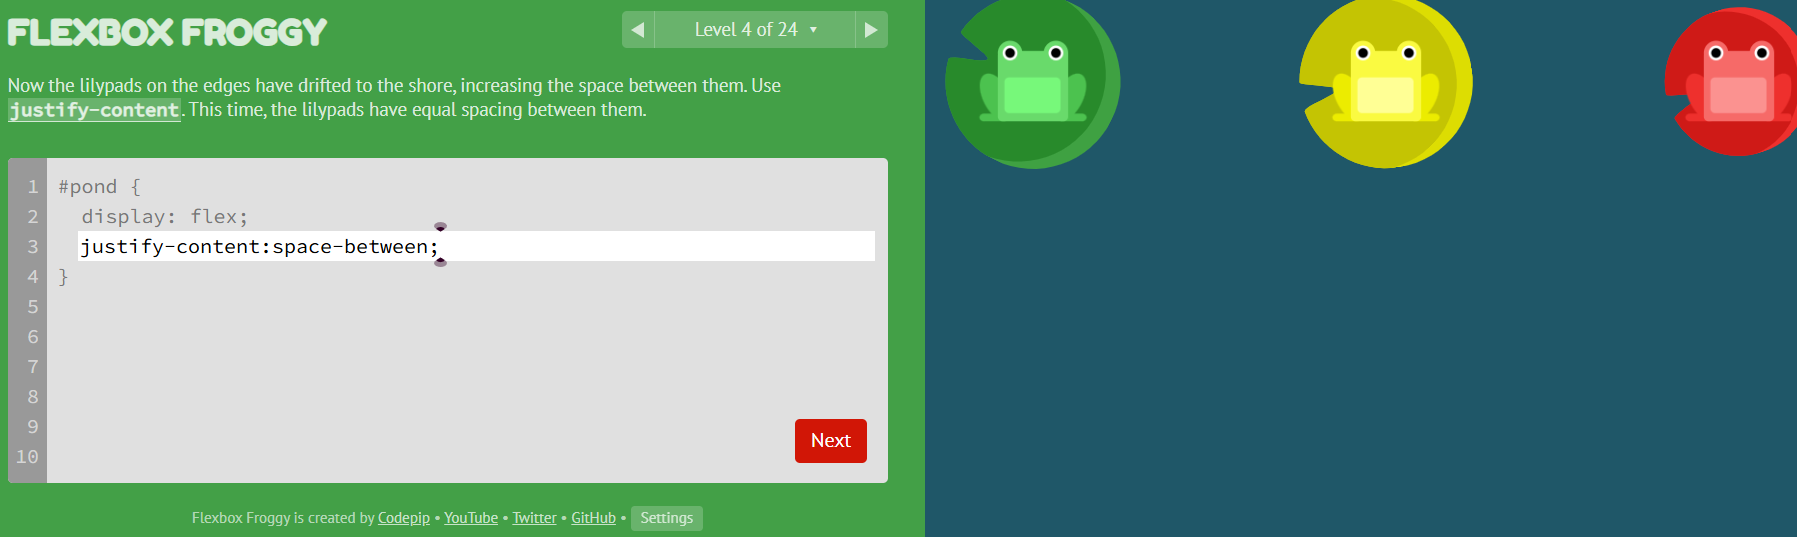 FLEXBOX FROGGY
◀ Level 4 of 24 ▾ ▶
Now the lilypads on the edges have drifted to the shore, increasing the space between them. Use
justify-content. This time, the lilypads have equal spacing between them.
1 #pond {
2 display: flex;
3 justify-content:space-between;
4 }
5
6
7
8
9
10
Next
Flexbox Froggy is created by Codepip • YouTube • Twitter • GitHub • Settings